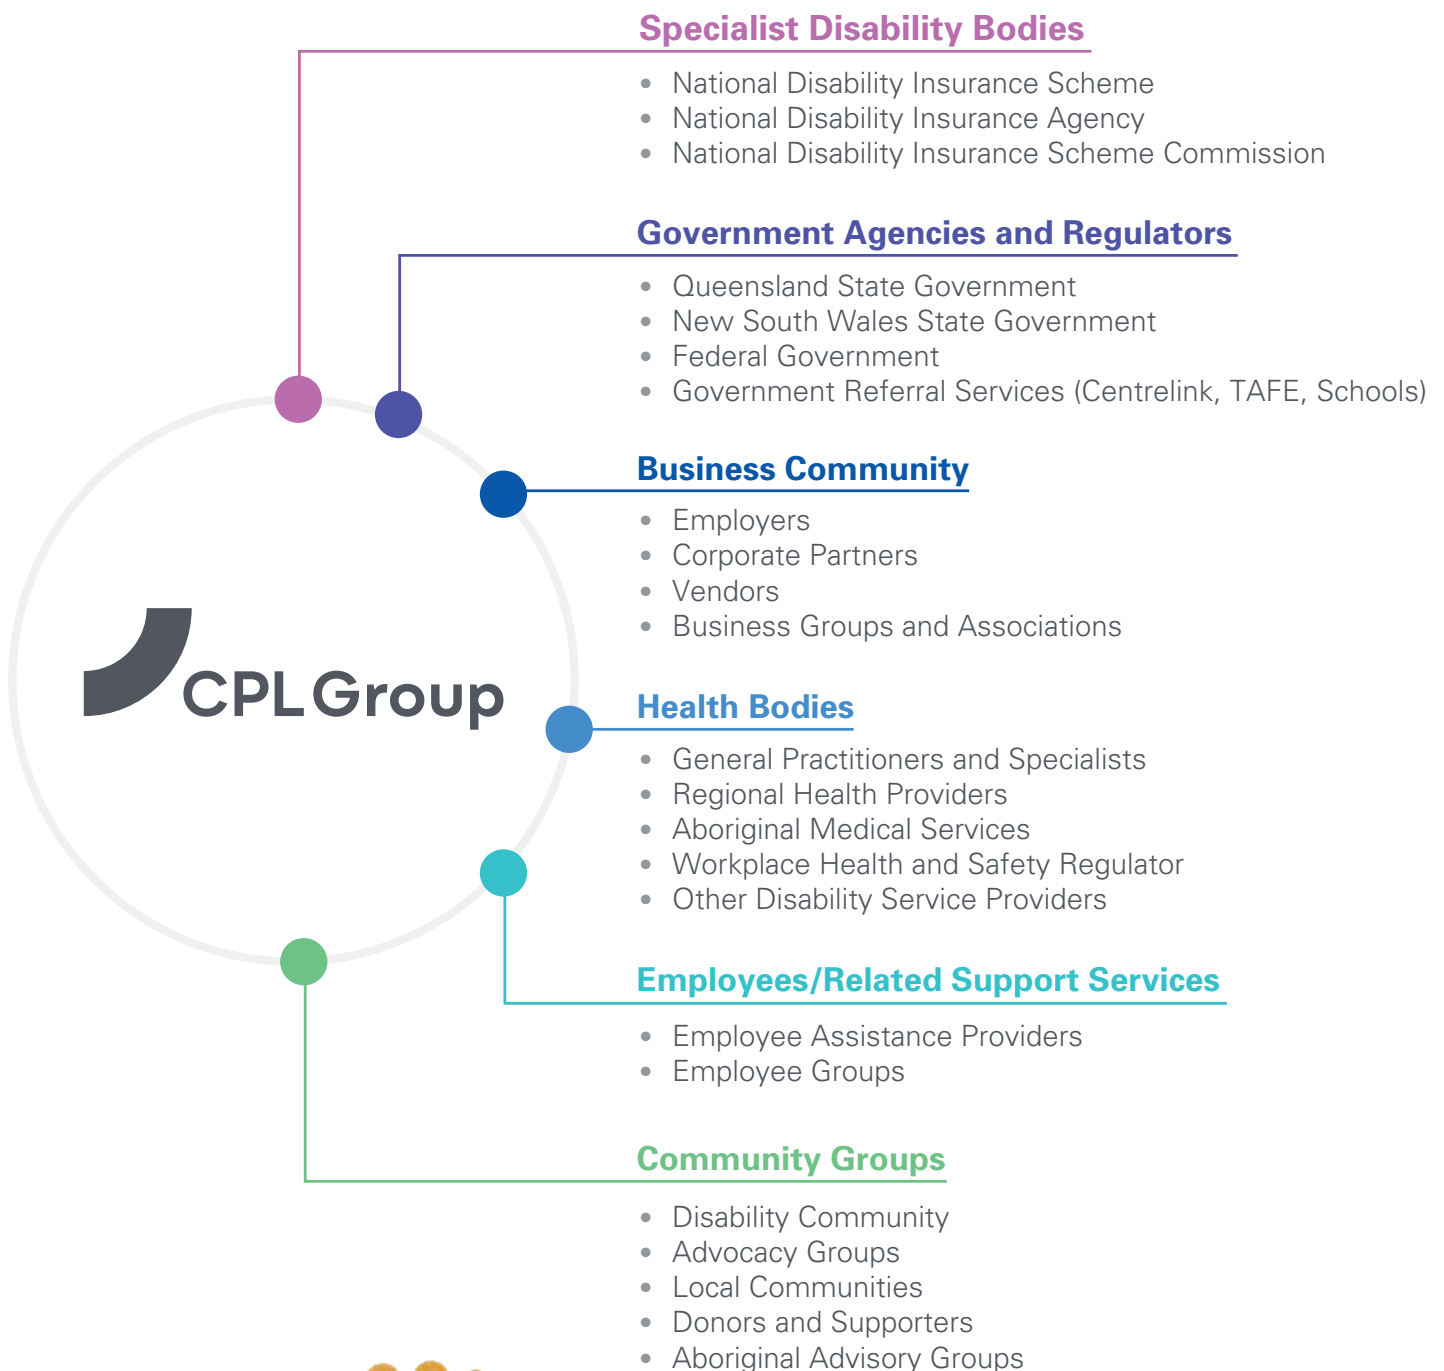 Specialist Disability Bodies
• National Disability Insurance Scheme
• National Disability Insurance Agency
• National Disability Insurance Scheme Commission
Government Agencies and Regulators
• Queensland State Government
• New South Wales State Government
• Federal Government
• Government Referral Services (Centrelink, TAFE, Schools)
Business Community
• Employers
• Corporate Partners
• Vendors
• Business Groups and Associations
CPL Group
Health Bodies
• General Practitioners and Specialists
• Regional Health Providers
• Aboriginal Medical Services
• Workplace Health and Safety Regulator
• Other Disability Service Providers
Employees/Related Support Services
• Employee Assistance Providers
• Employee Groups
Community Groups
• Disability Community
• Advocacy Groups
• Local Communities
• Donors and Supporters
• Aboriginal Advisory Groups